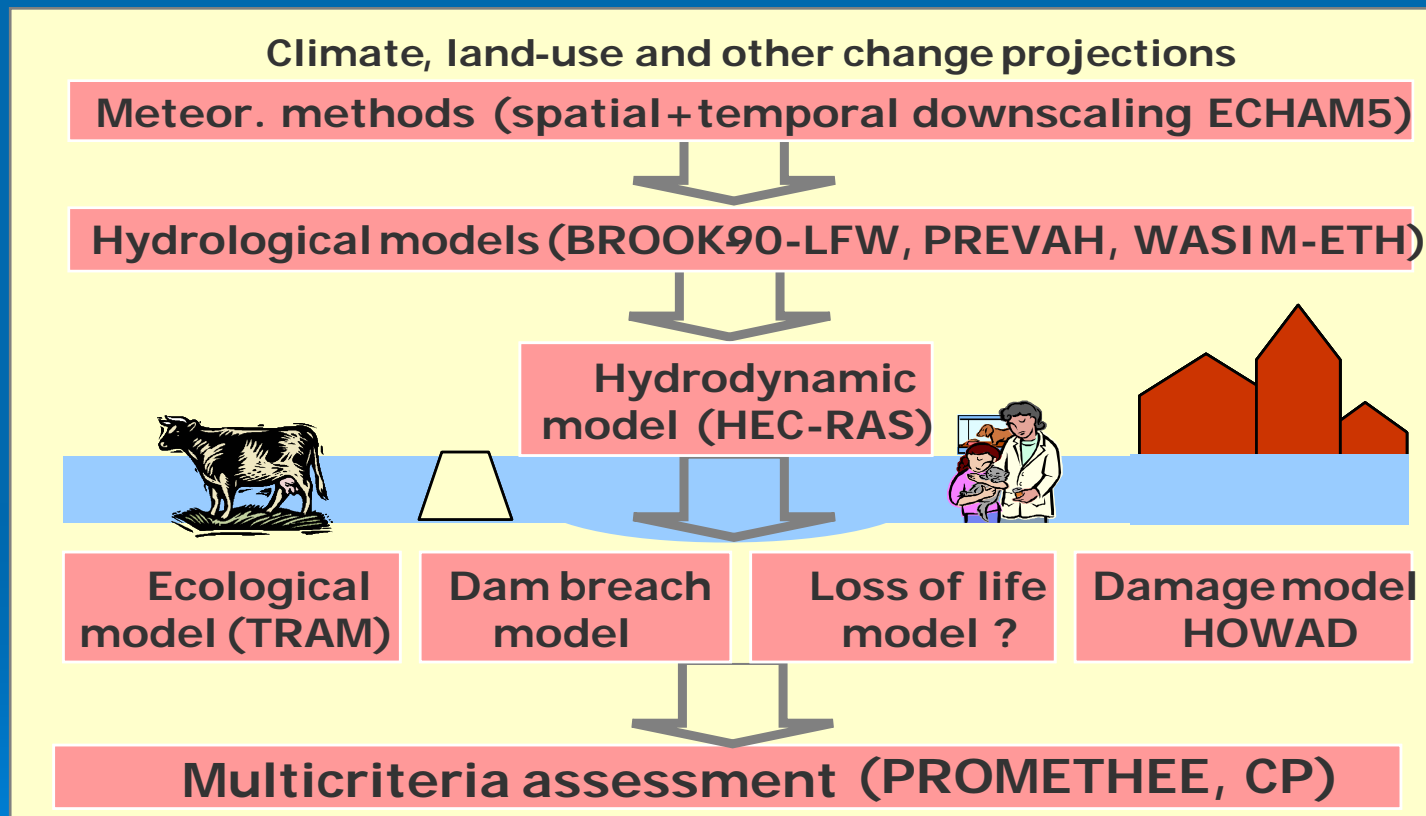 Climate, land-use and other change projections
Meteor. methods (spatial+temporal downscaling ECHAM5)
Hydrological models (BROOK-90-LFW, PREVAH, WASIM-ETH)
Hydrodynamic
model (HEC-RAS)
Ecological
model (TRAM)
Dam breach
model
Loss of life
model ?
Damage model
HOWAD
Multicriteria assessment (PROMETHEE, CP)